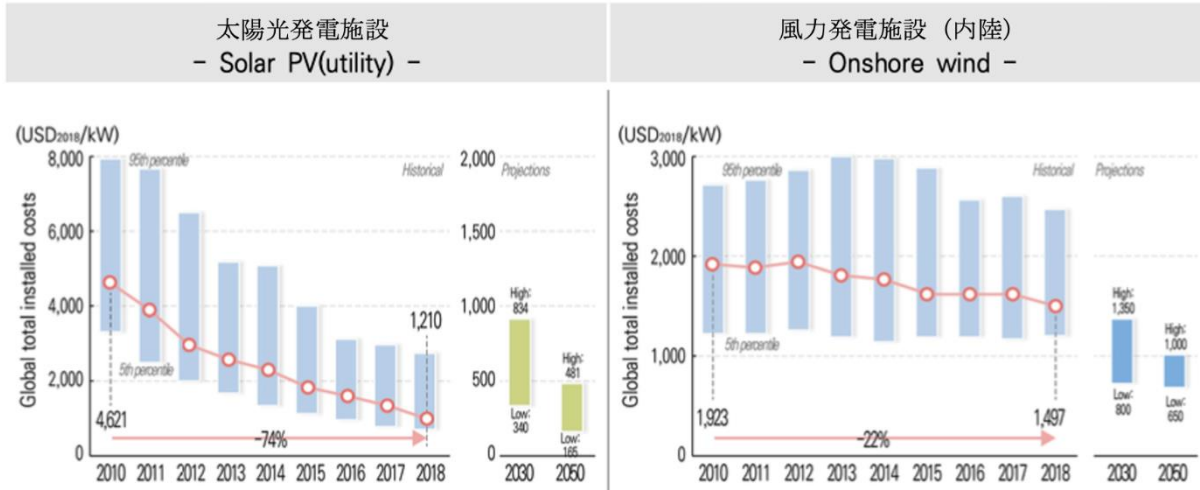 太陽光発電施設
- Solar PV(utility) -
風力発電施設（内陸）
- Onshore wind -
(USD2018/kW)
Global total installed costs
8,000
6,000
4,000
2,000
0
95th percentile
5th percentile
Historical
4,621
1,210
-74%
2010 2011 2012 2013 2014 2015 2016 2017 2018
2,000
1,500
1,000
500
0
Projections
High:
834
Low:
340
High:
481
Low:
165
2030 2050
(USD2018/kW)
Global total installed costs
3,000
2,000
1,000
0
95th percentile
5th percentile
Historical
1,923
1,497
-22%
2010 2011 2012 2013 2014 2015 2016 2017 2018
Projections
High:
1,350
Low:
800
High:
1,000
Low:
650
2030 2050